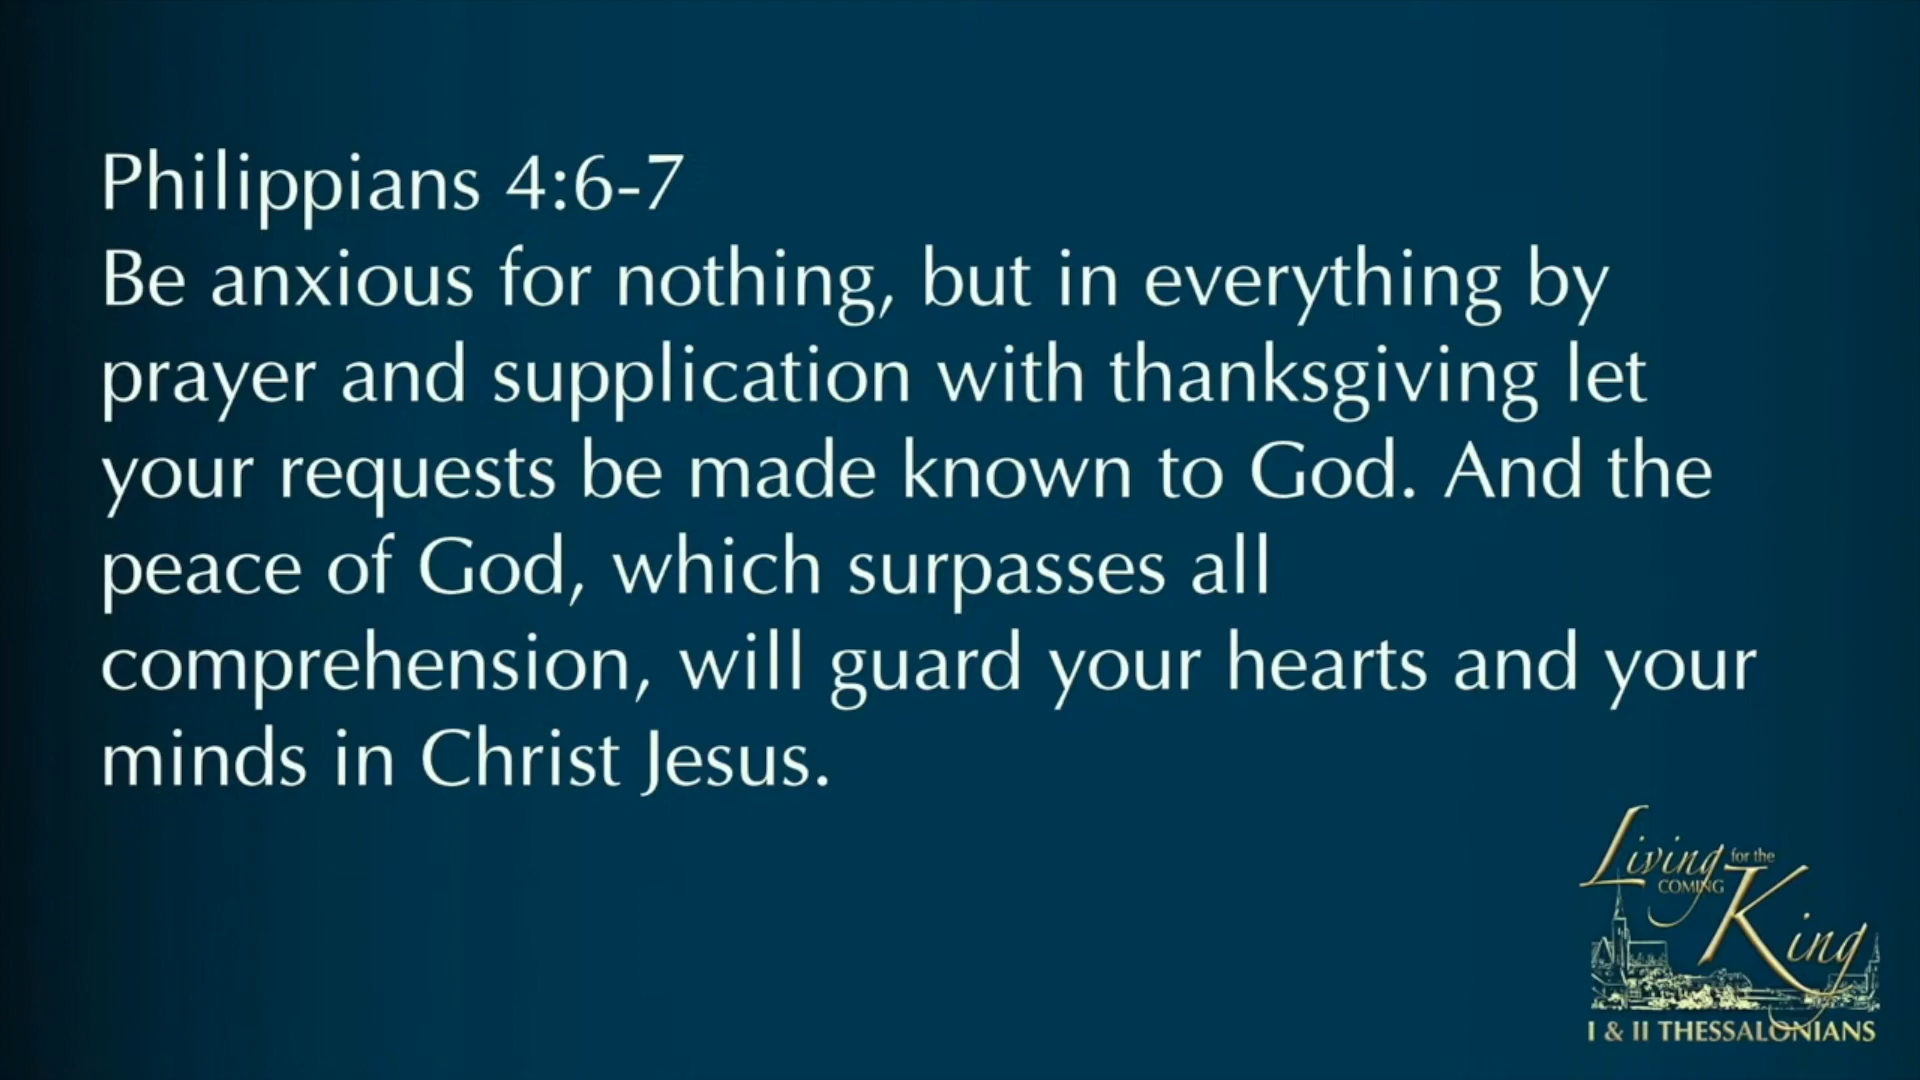 Philippians 4:6-7
Be anxious for nothing, but in everything by
prayer and supplication with thanksgiving let
your requests be made known to God. And the
peace of God, which surpasses all
comprehension, will guard your hearts and your
minds in Christ Jesus.
Living for the
COMING
King
I & II THESSALONIANS